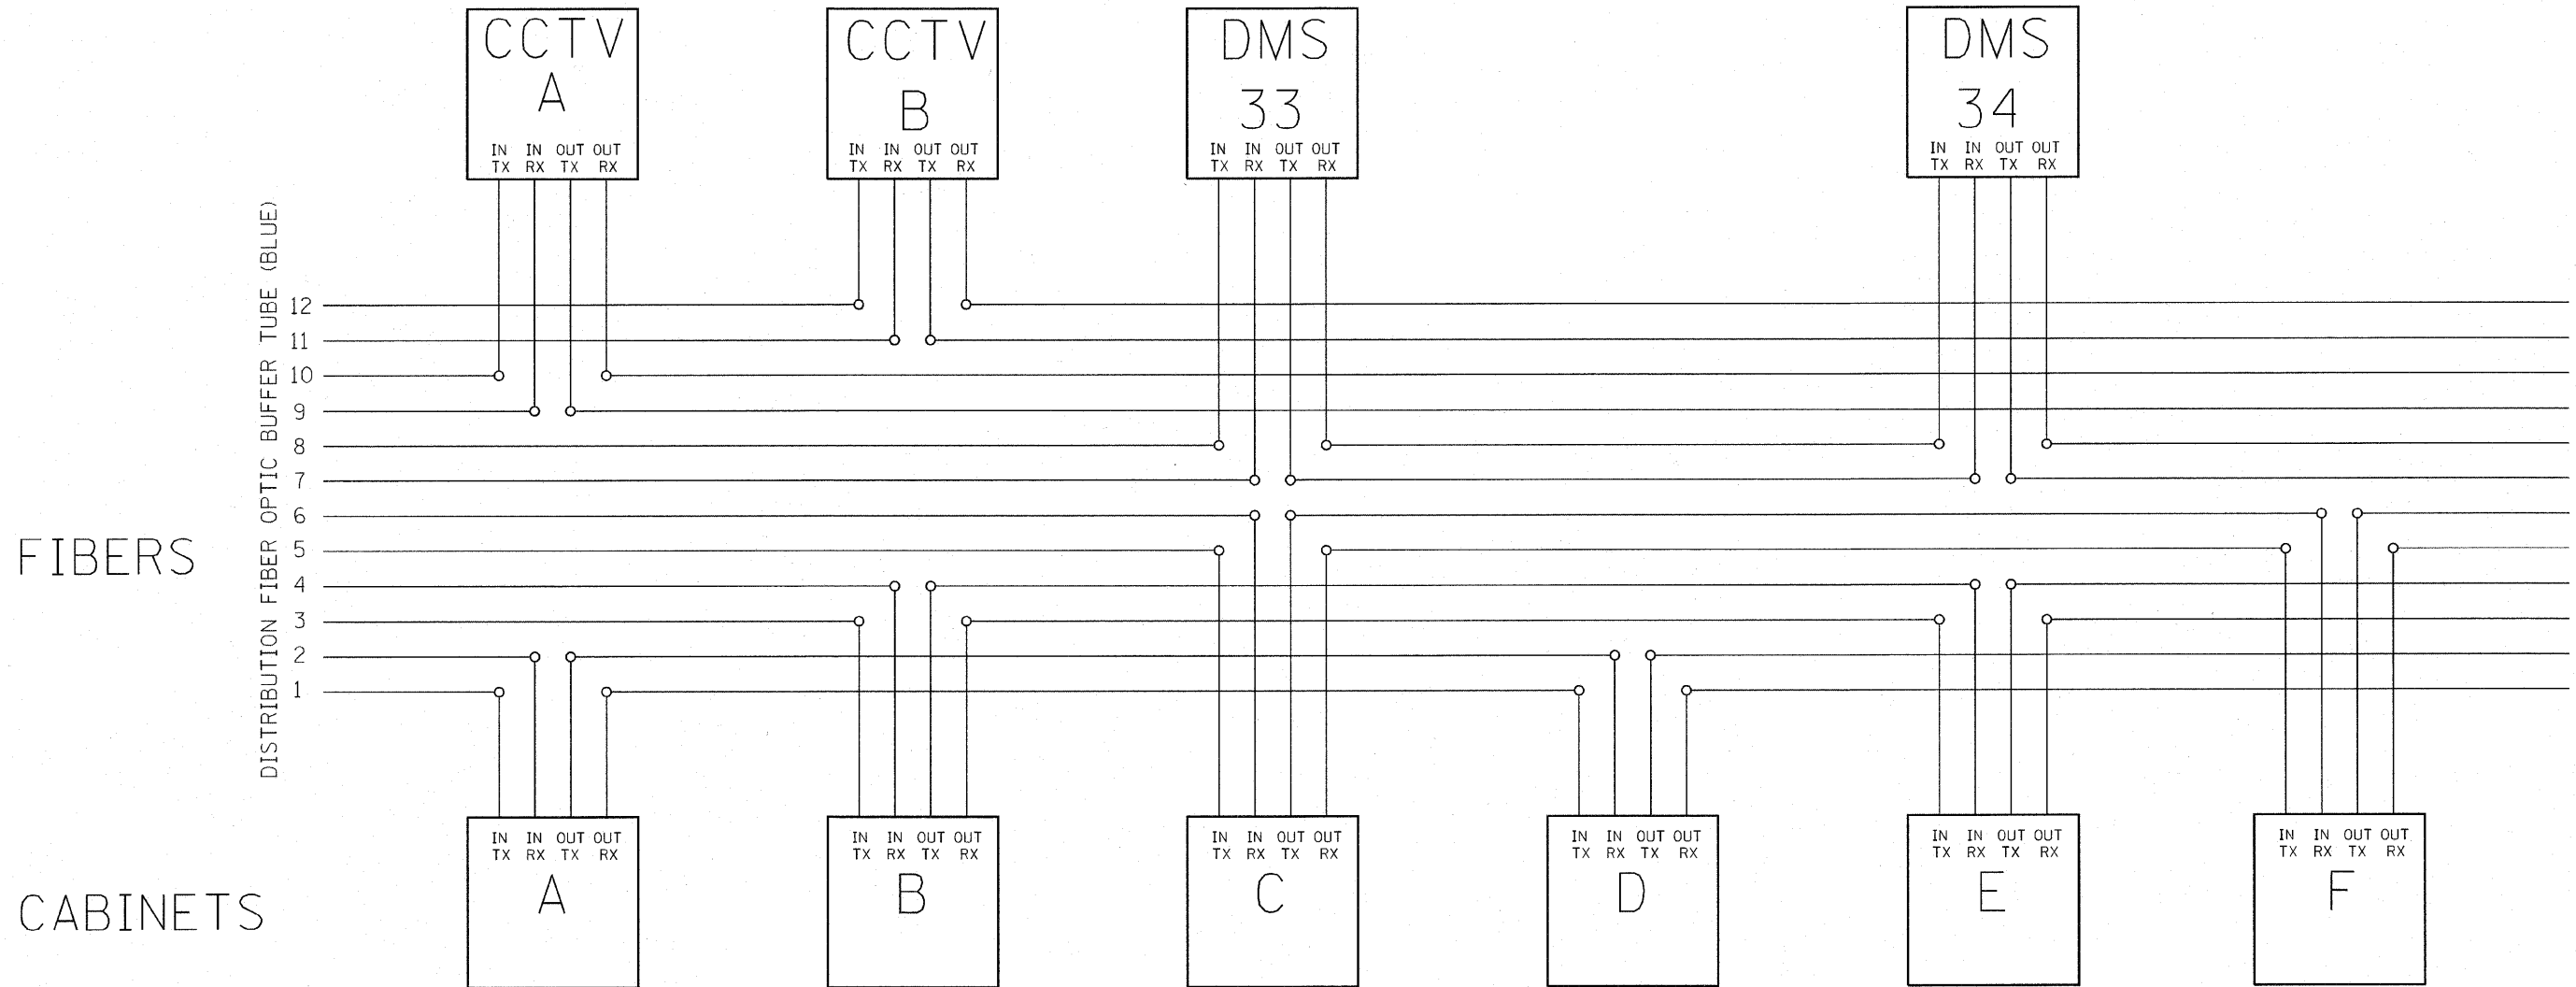 CCTV
A
IN IN OUT OUT
TX RX TX RX
CCTV
B
IN IN OUT OUT
TX RX TX RX
DMS
33
IN IN OUT OUT
TX RX TX RX
DMS
34
IN IN OUT OUT
TX RX TX RX
DISTRIBUTION FIBER OPTIC BUFFER TUBE (BLUE)
12
11
10
9
8
7
6
5
4
3
2
1
FIBERS
CABINETS
IN IN OUT OUT
TX RX TX RX
A
IN IN OUT OUT
TX RX TX RX
B
IN IN OUT OUT
TX RX TX RX
C
IN IN OUT OUT
TX RX TX RX
D
IN IN OUT OUT
TX RX TX RX
E
IN IN OUT OUT
TX RX TX RX
F